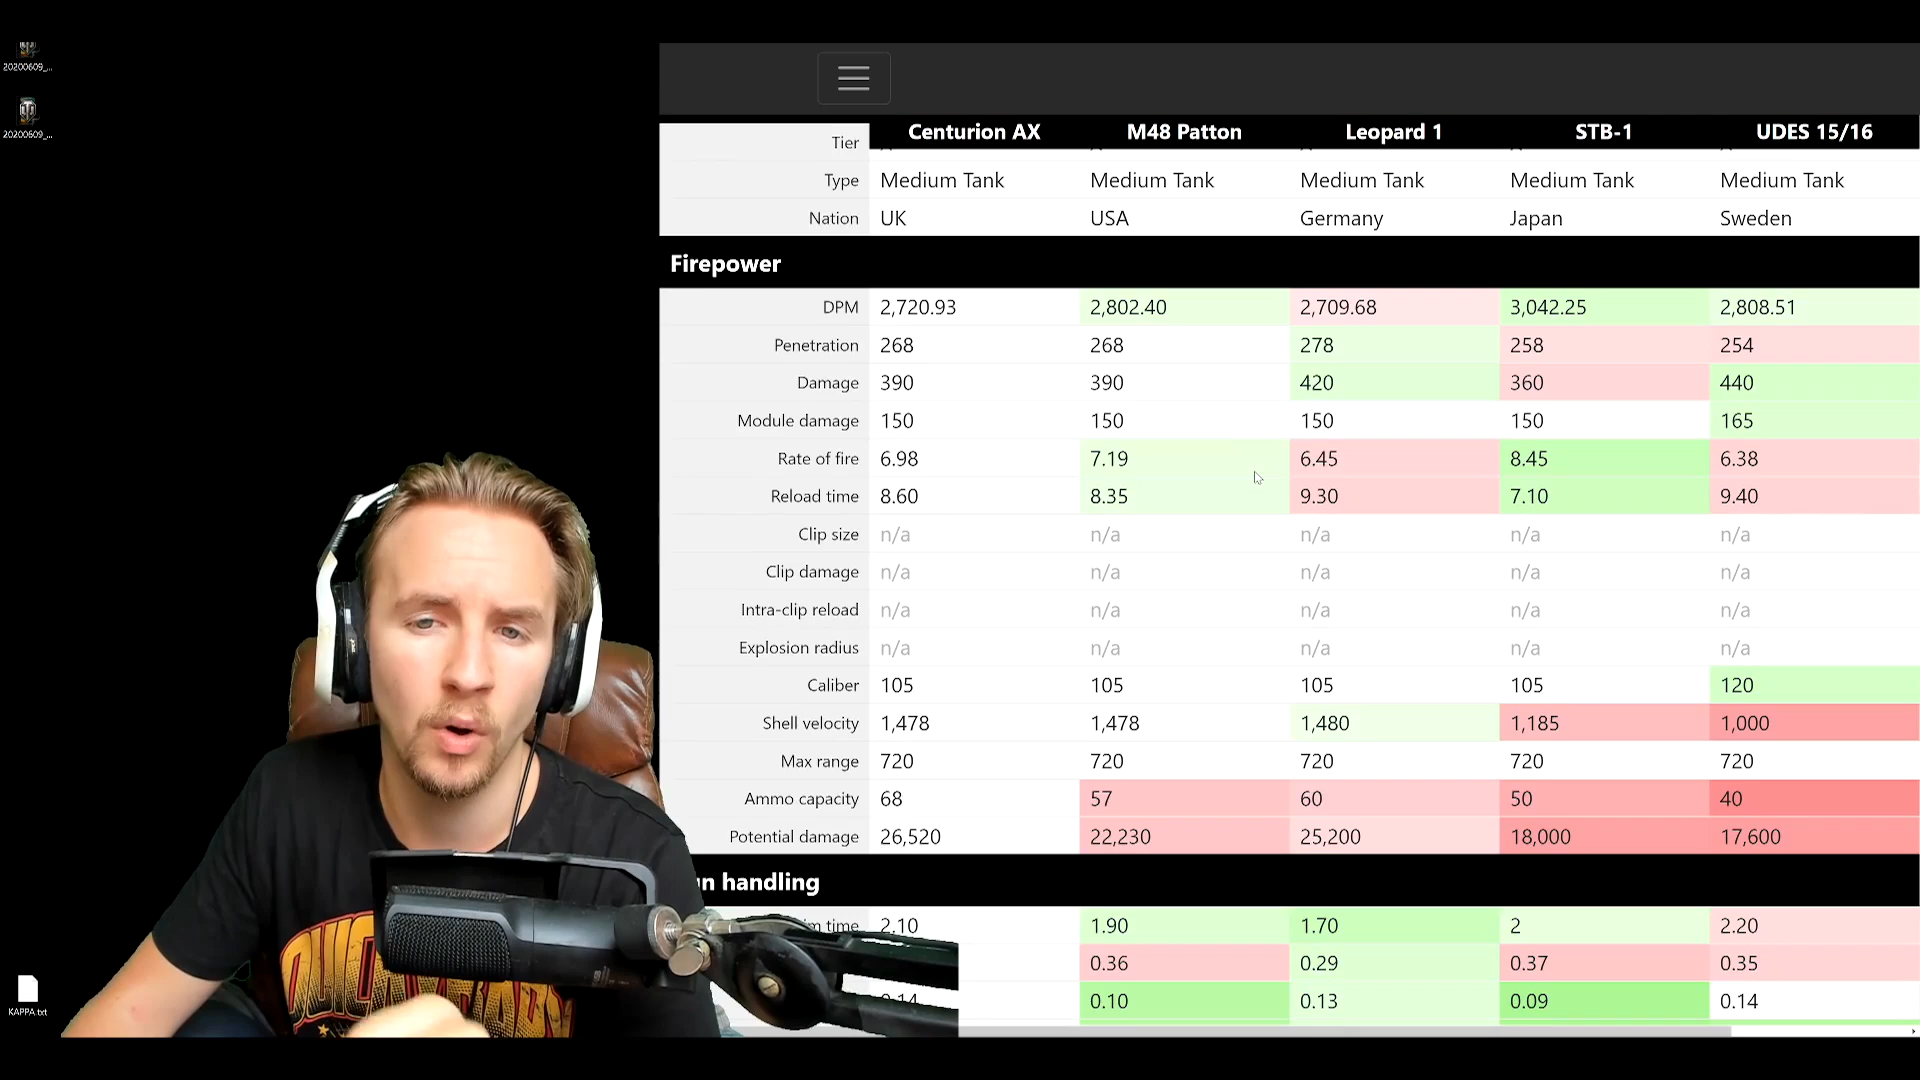 20200609_...
20200609_...
KAPPA.txt
Centurion AX M48 Patton Leopard 1 STB-1 UDES 15/16
Tier
Type Medium Tank Medium Tank Medium Tank Medium Tank Medium Tank
Nation UK USA Germany Japan Sweden
Firepower
DPM 2,720.93 2,802.40 2,709.68 3,042.25 2,808.51
Penetration 268 268 278 258 254
Damage 390 390 420 360 440
Module damage 150 150 150 150 165
Rate of fire 6.98 7.19 6.45 8.45 6.38
Reload time 8.60 8.35 9.30 7.10 9.40
Clip size n/a n/a n/a n/a n/a
Clip damage n/a n/a n/a n/a n/a
Intra-clip reload n/a n/a n/a n/a n/a
Explosion radius n/a n/a n/a n/a n/a
Caliber 105 105 105 105 120
Shell velocity 1,478 1,478 1,480 1,185 1,000
Max range 720 720 720 720 720
Ammo capacity 68 57 60 50 40
Potential damage 26,520 22,230 25,200 18,000 17,600
n handling
time 2.10 1.90 1.70 2 2.20
0.36 0.29 0.37 0.35
0.14 0.10 0.13 0.09 0.14